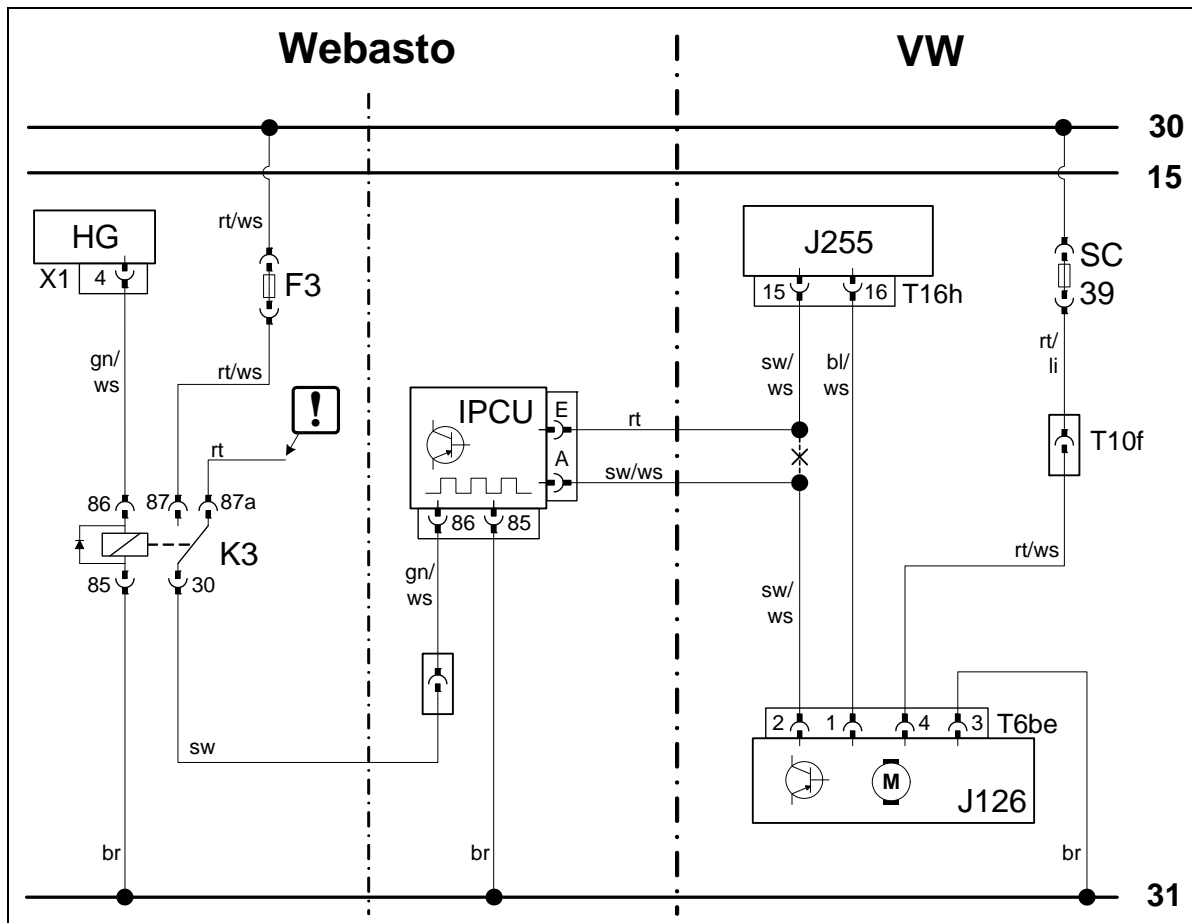 Webasto
VW
30
15
HG
X1
4
rt/ws
F3
rt/ws
gn/
ws
!
rt
86
87
87a
K3
85
30
sw
br
IPCU
E
A
86
85
rt
sw/ws
gn/
ws
br
J255
15
16
T16h
sw/
ws
bl/
ws
SC
39
rt/
li
T10f
rt/ws
sw/
ws
2
1
4
3
T6be
M
J126
br
31